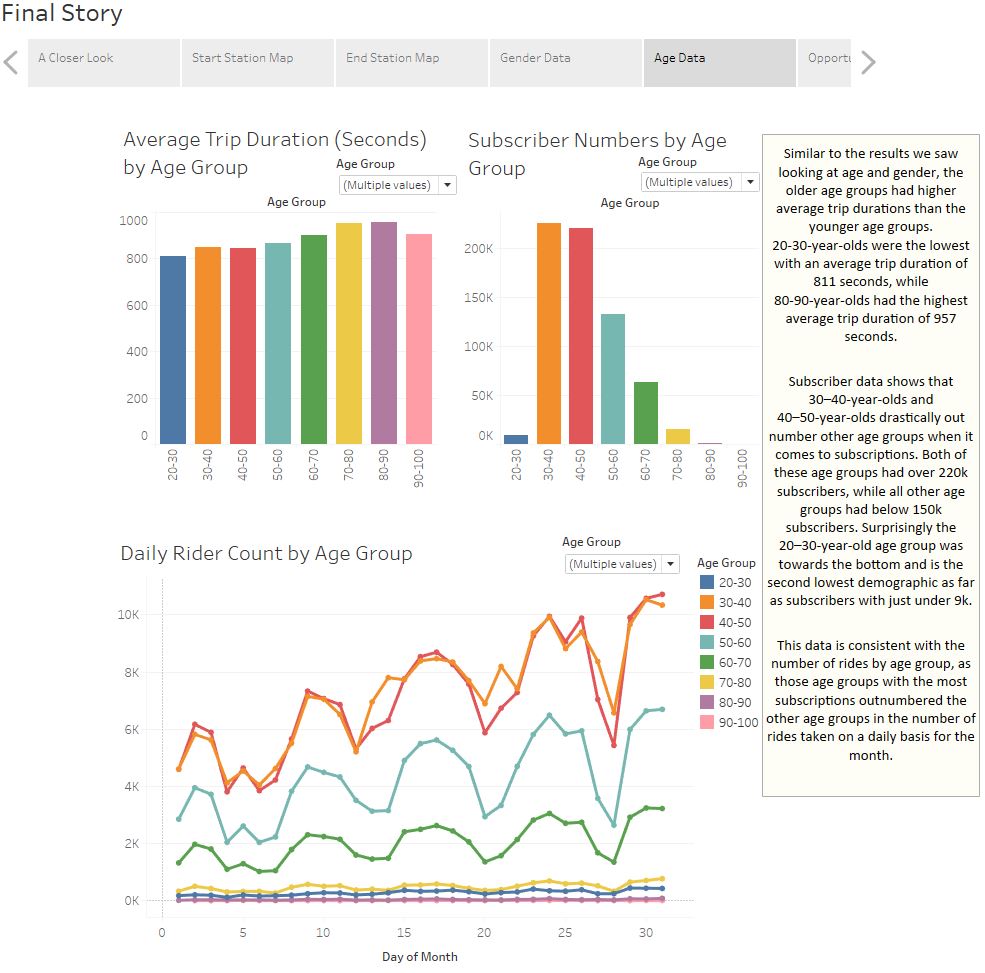 Final Story
A Closer Look
Start Station Map
End Station Map
Gender Data
Age Data
Opportu
Average Trip Duration (Seconds)
by Age Group
Age Group
(Multiple values)
Age Group
1000
800
600
400
200
0
20-30
30-40
40-50
50-60
60-70
70-80
80-90
90-100
Subscriber Numbers by Age
Group
Age Group
(Multiple values)
Age Group
200K
150K
100K
50K
0K
20-30
30-40
40-50
50-60
60-70
70-80
80-90
90-100
Similar to the results we saw
looking at age and gender, the
older age groups had higher
average trip durations than the
younger age groups.
20-30-year-olds were the lowest
with an average trip duration of
811 seconds, while
80-90-year-olds had the highest
average trip duration of 957
seconds.
Subscriber data shows that
30–40-year-olds and
40–50-year-olds drastically out
number other age groups when it
comes to subscriptions. Both of
these age groups had over 220k
subscribers, while all other age
groups had below 150k
subscribers. Surprisingly the
20–30-year-old age group was
towards the bottom and is the
second lowest demographic as far
as subscribers with just under 9k.
This data is consistent with the
number of rides by age group, as
those age groups with the most
subscriptions outnumbered the
other age groups in the number of
rides taken on a daily basis for the
month.
Daily Rider Count by Age Group
Age Group
(Multiple values)
Age Group
20-30
30-40
40-50
50-60
60-70
70-80
80-90
90-100
10K
8K
6K
4K
2K
0K
0
5
10
15
20
25
30
Day of Month